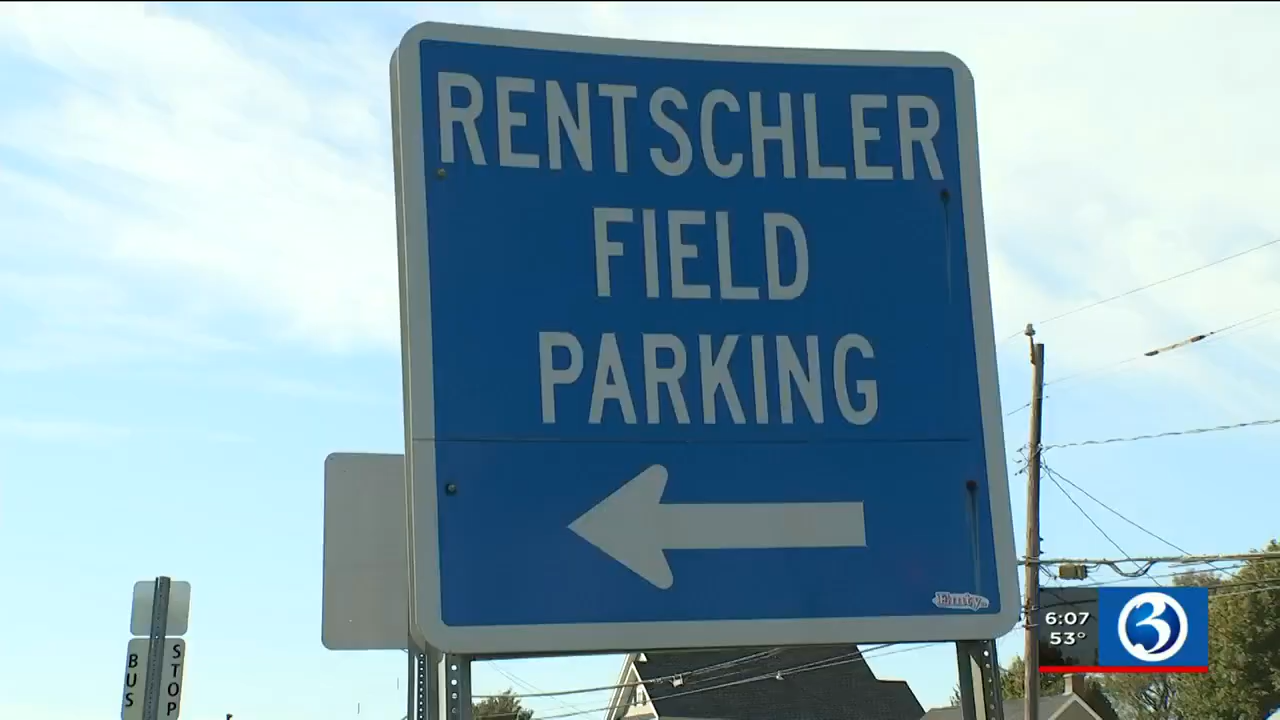 RENTSCHLER
FIELD
PARKING
BUS
STOP
6:07
53°
3